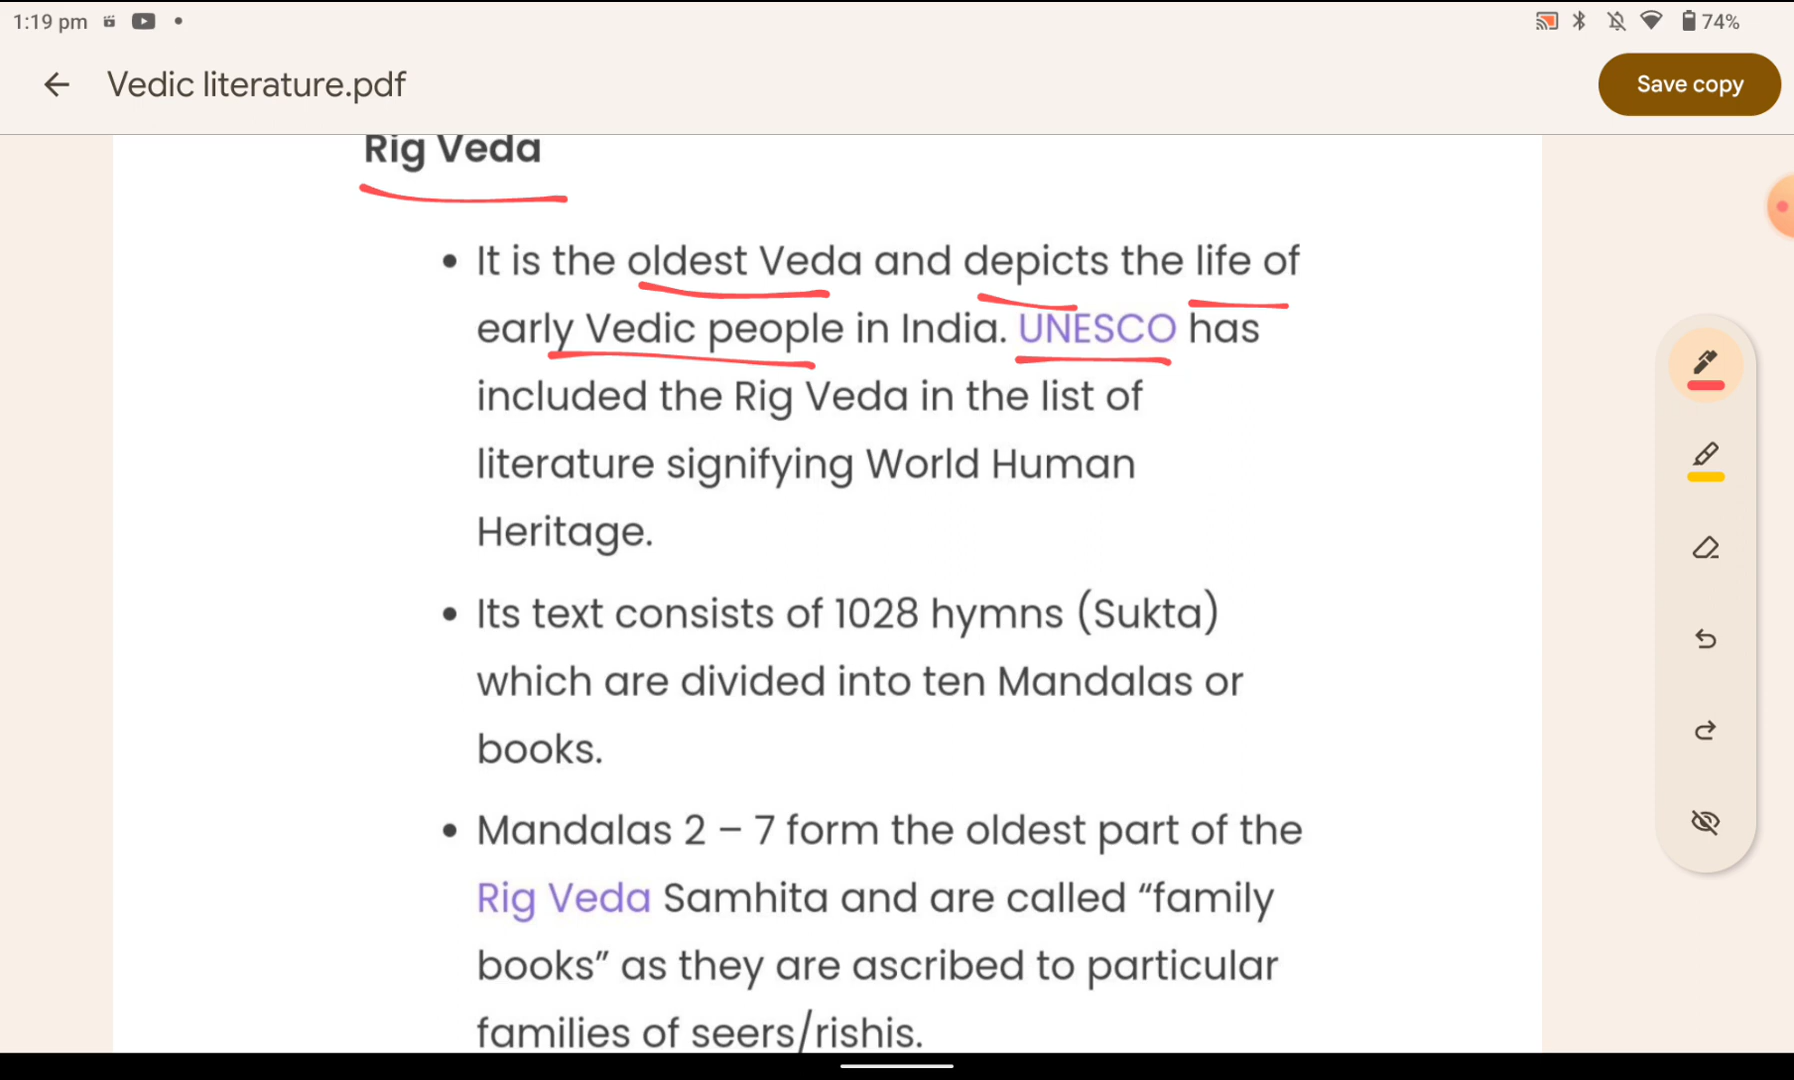 1:19 pm 74%
Vedic literature.pdf
Save copy
Rig Veda
• It is the oldest Veda and depicts the life of
early Vedic people in India. UNESCO has
included the Rig Veda in the list of
literature signifying World Human
Heritage.
• Its text consists of 1028 hymns (Sukta)
which are divided into ten Mandalas or
books.
• Mandalas 2 – 7 form the oldest part of the
Rig Veda Samhita and are called “family
books” as they are ascribed to particular
families of seers/rishis.